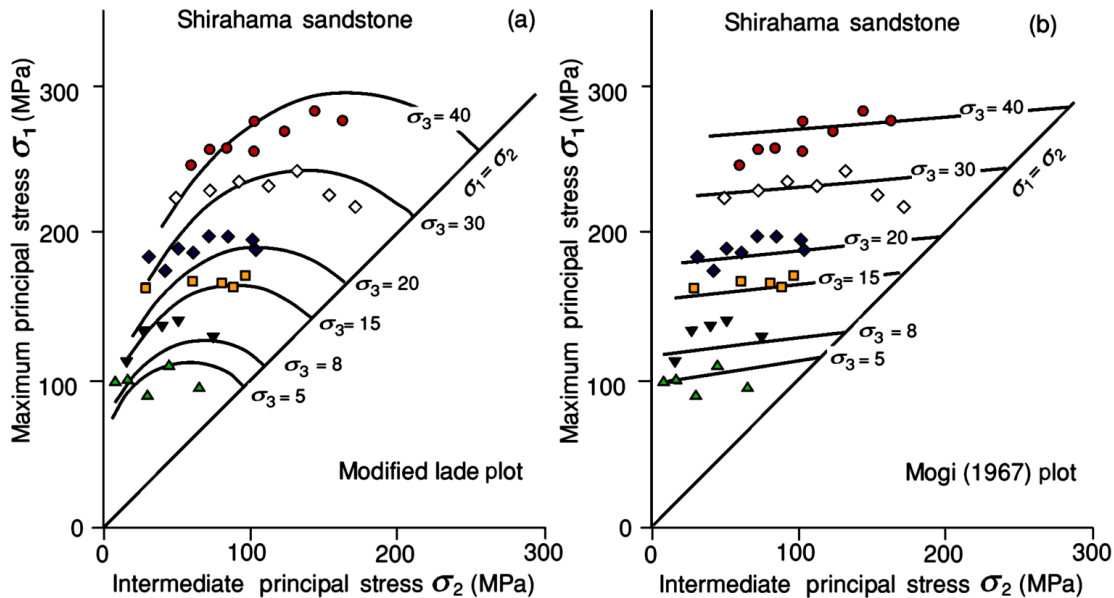 Shirahama sandstone
(a)
Maximum principal stress σ₁ (MPa)
300
200
100
0
σ₃ = 40
σ₁ = σ₂
σ₃ = 30
σ₃ = 20
σ₃ = 15
σ₃ = 8
σ₃ = 5
Modified lade plot
0
100
200
300
Intermediate principal stress σ₂ (MPa)
Shirahama sandstone
(b)
Maximum principal stress σ₁ (MPa)
300
200
100
0
σ₃ = 40
σ₃ = 30
σ₁ = σ₂
σ₃ = 20
σ₃ = 15
σ₃ = 8
σ₃ = 5
Mogi (1967) plot
0
100
200
300
Intermediate principal stress σ₂ (MPa)